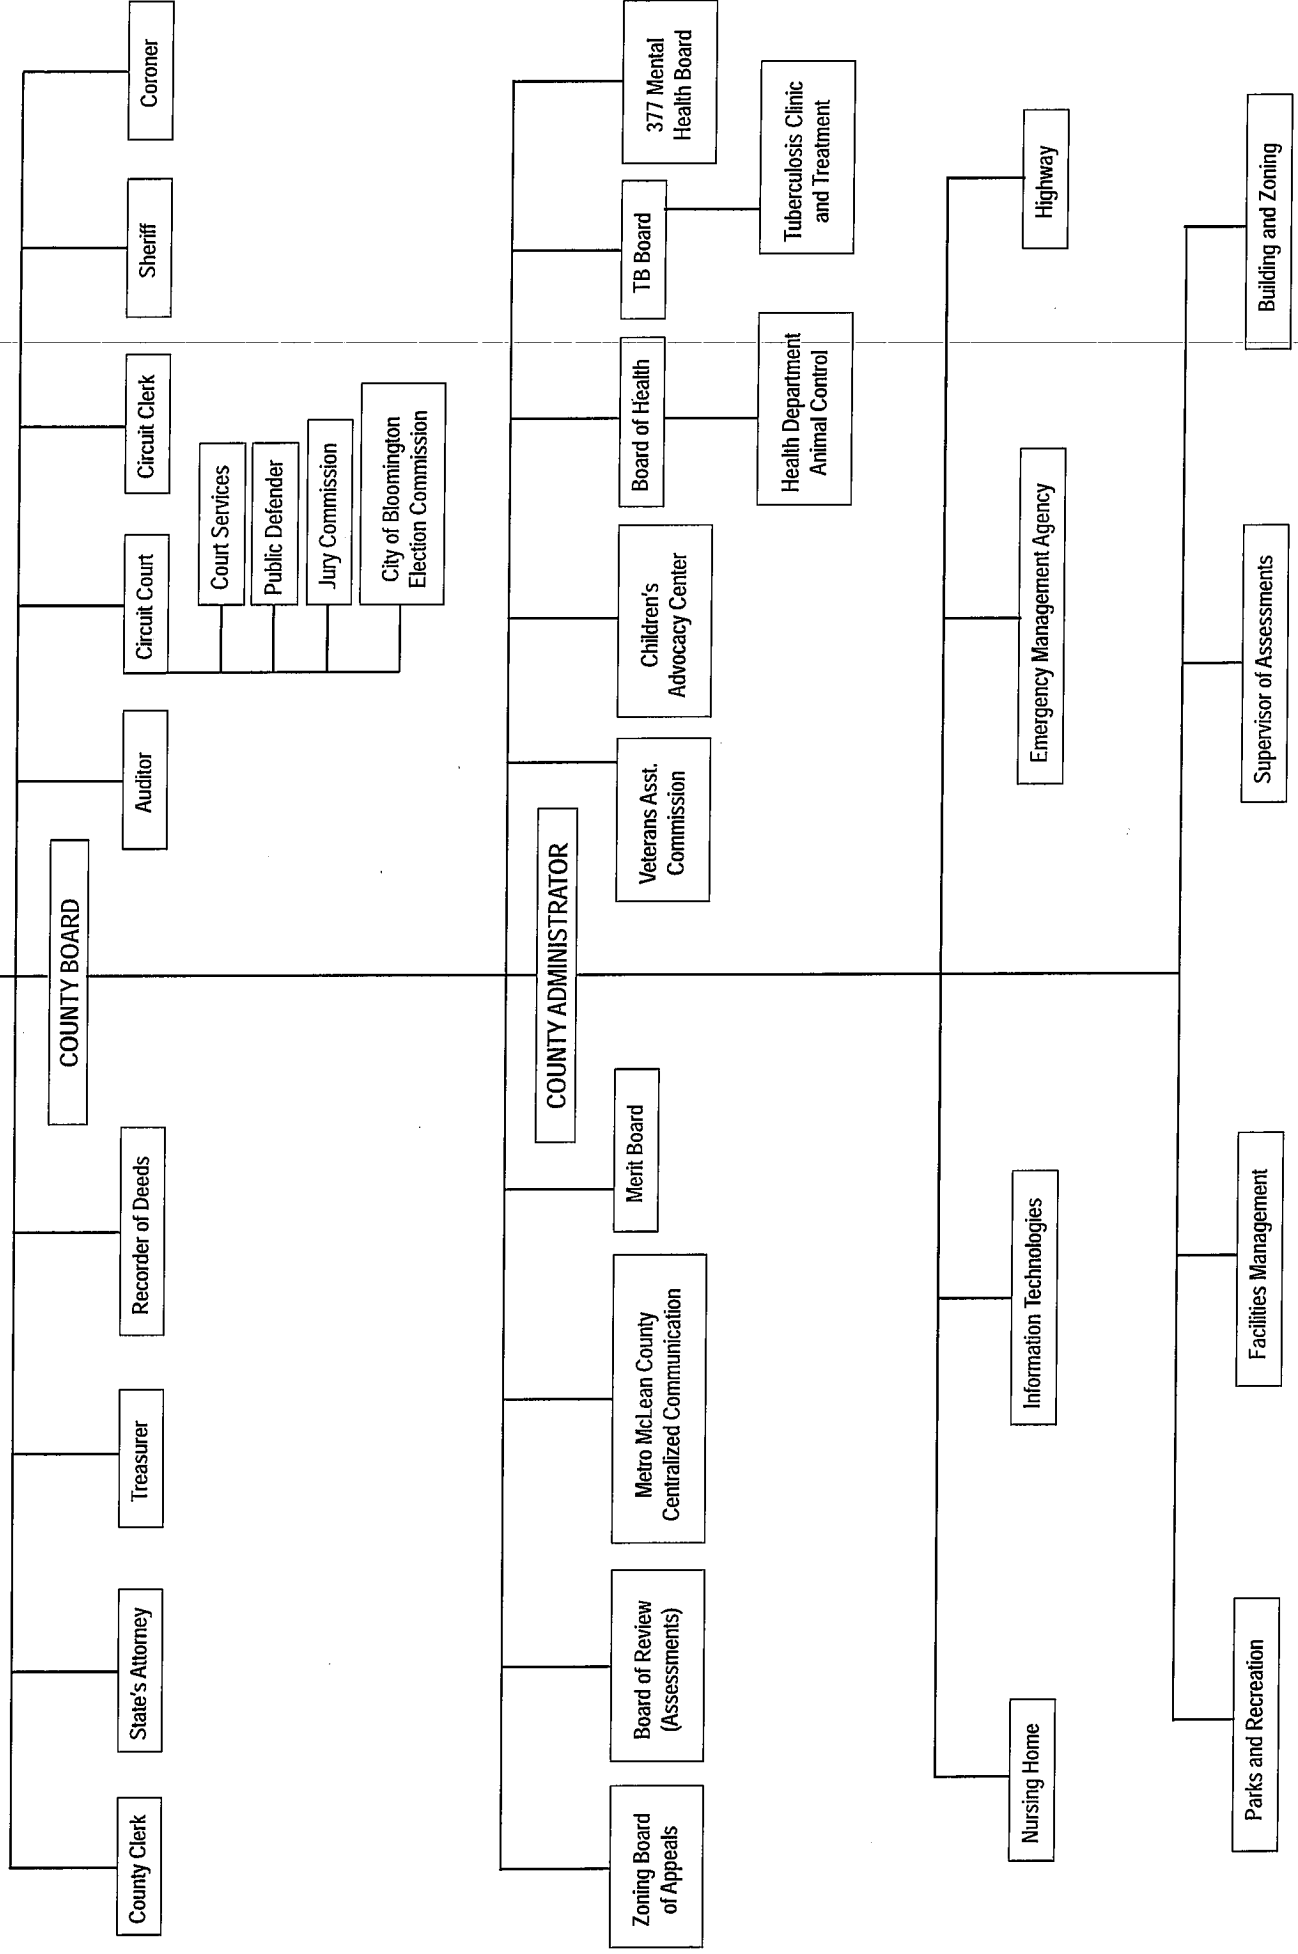 County Clerk
State's Attorney
Treasurer
Recorder of Deeds
COUNTY BOARD
Auditor
Circuit Court
Circuit Clerk
Sheriff
Coroner
Court Services
Public Defender
Jury Commission
City of Bloomington
Election Commission
COUNTY ADMINISTRATOR
Zoning Board
of Appeals
Board of Review
(Assessments)
Metro McLean County
Centralized Communication
Merit Board
Veterans Asst.
Commission
Children's
Advocacy Center
Board of Health
TB Board
377 Mental
Health Board
Health Department
Animal Control
Tuberculosis Clinic
and Treatment
Nursing Home
Information Technologies
Emergency Management Agency
Highway
Parks and Recreation
Facilities Management
Supervisor of Assessments
Building and Zoning